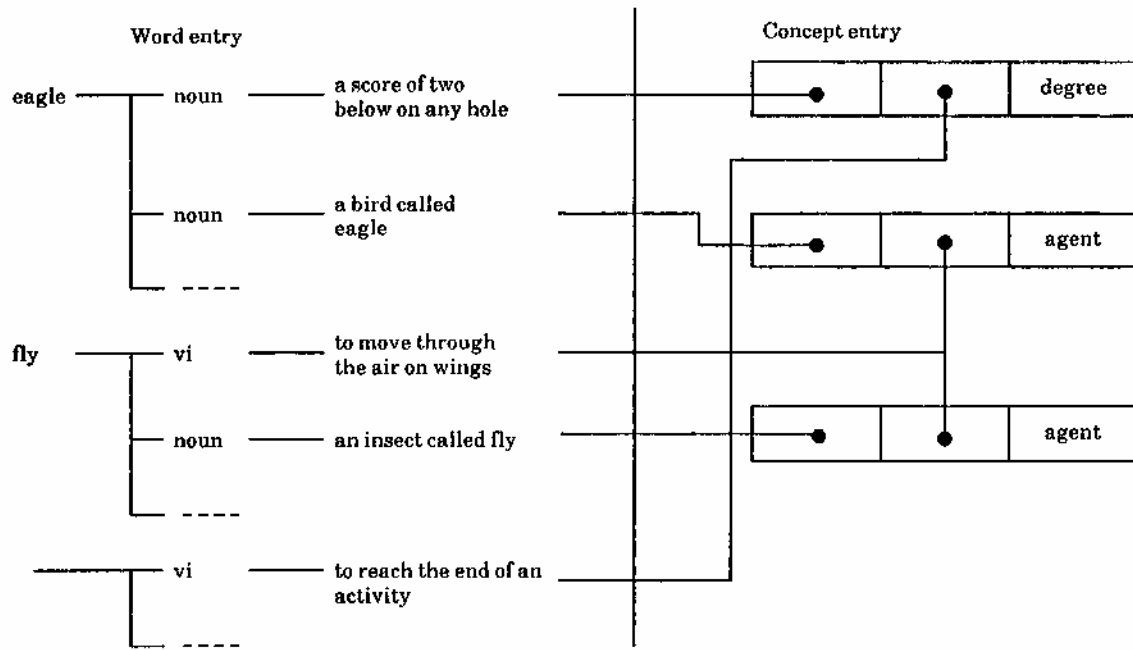 Word entry
Concept entry
eagle
noun
a score of two
below on any hole
degree
noun
a bird called
eagle
agent
fly
vi
to move through
the air on wings
noun
an insect called fly
agent
vi
to reach the end of an
activity